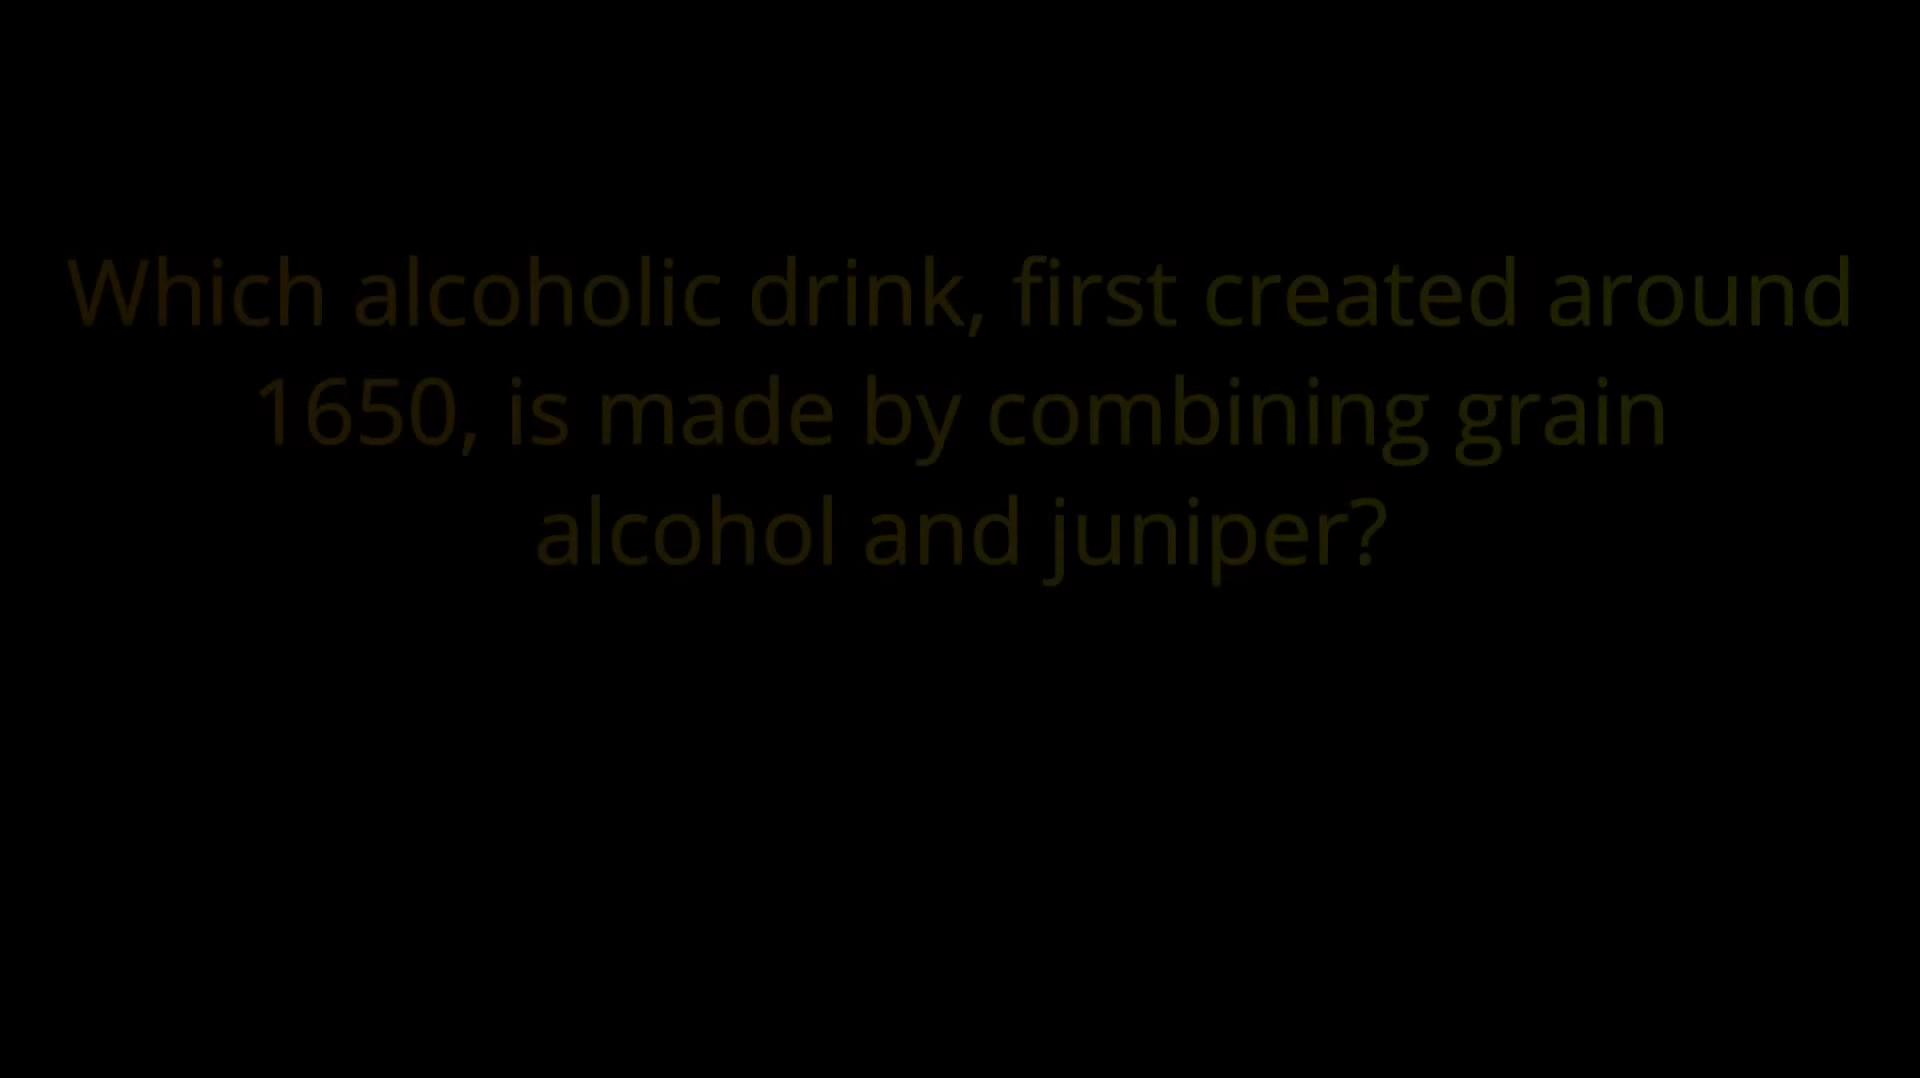 Which alcoholic drink, first created around
1650, is made by combining grain
alcohol and juniper?